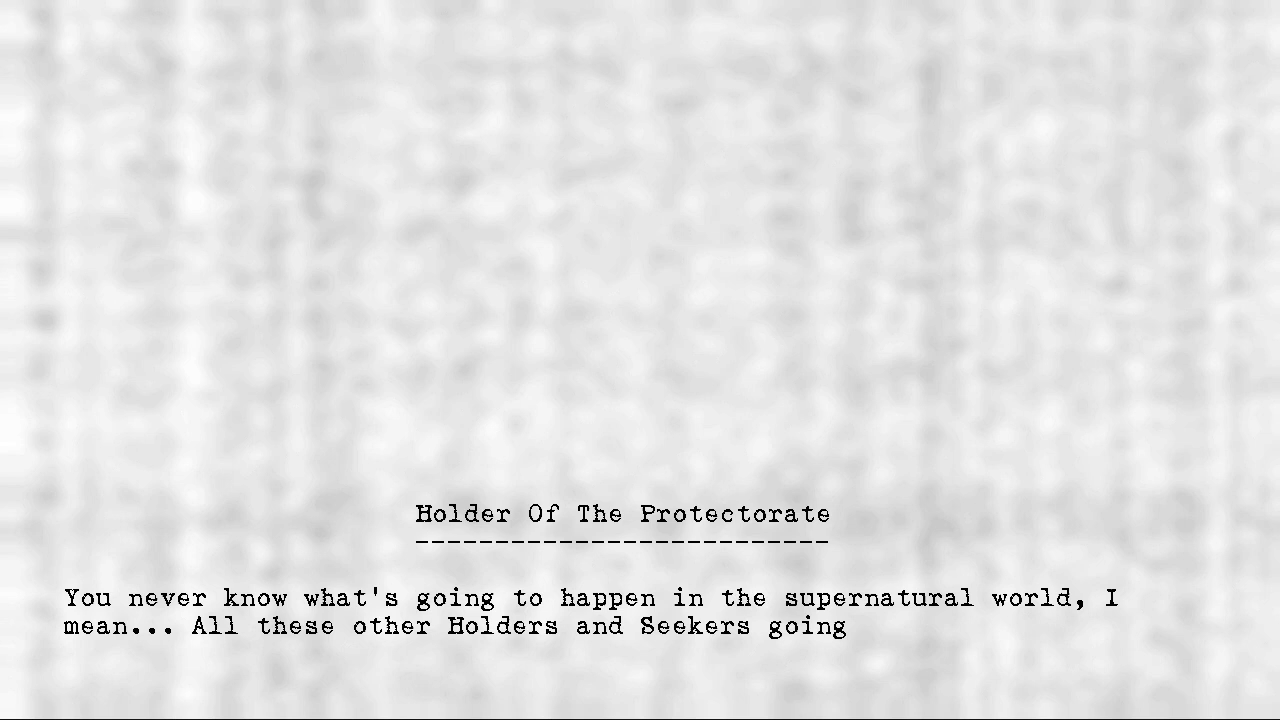 Holder Of The Protectorate
--------------------------
You never know what's going to happen in the supernatural world, I
mean... All these other Holders and Seekers going